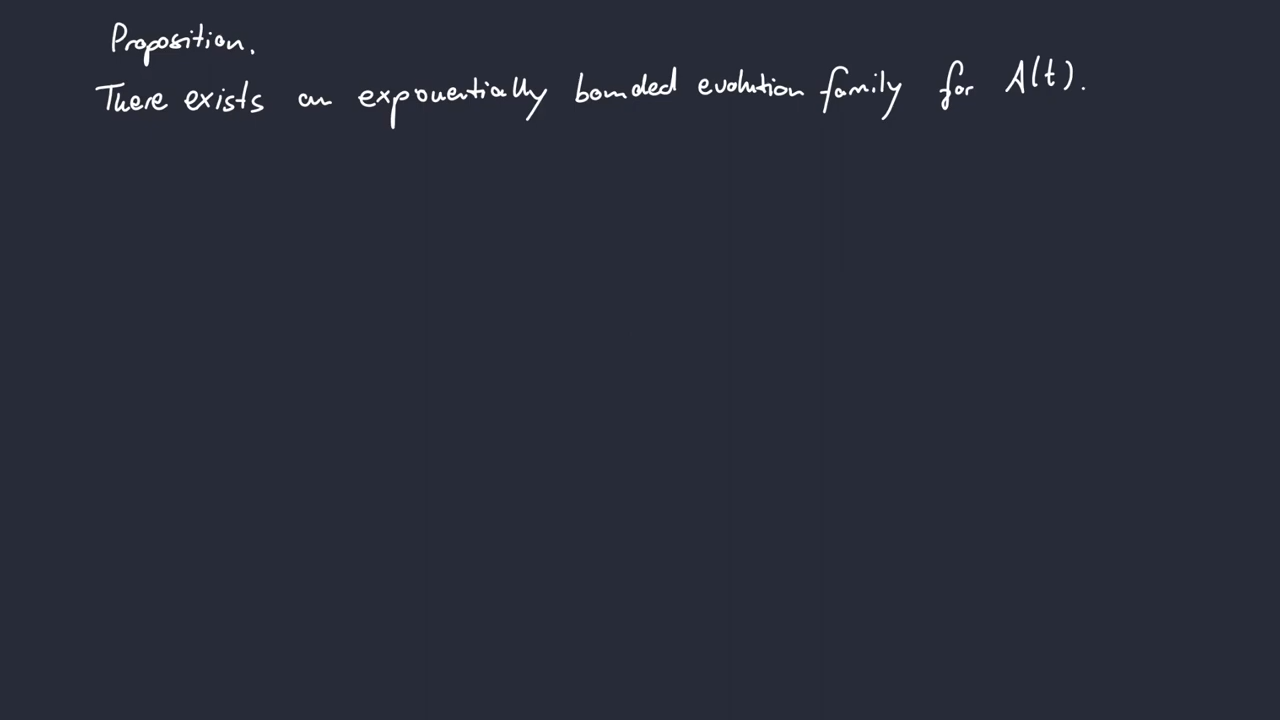 Proposition.
There exists an exponentially bounded evolution family for A(t).